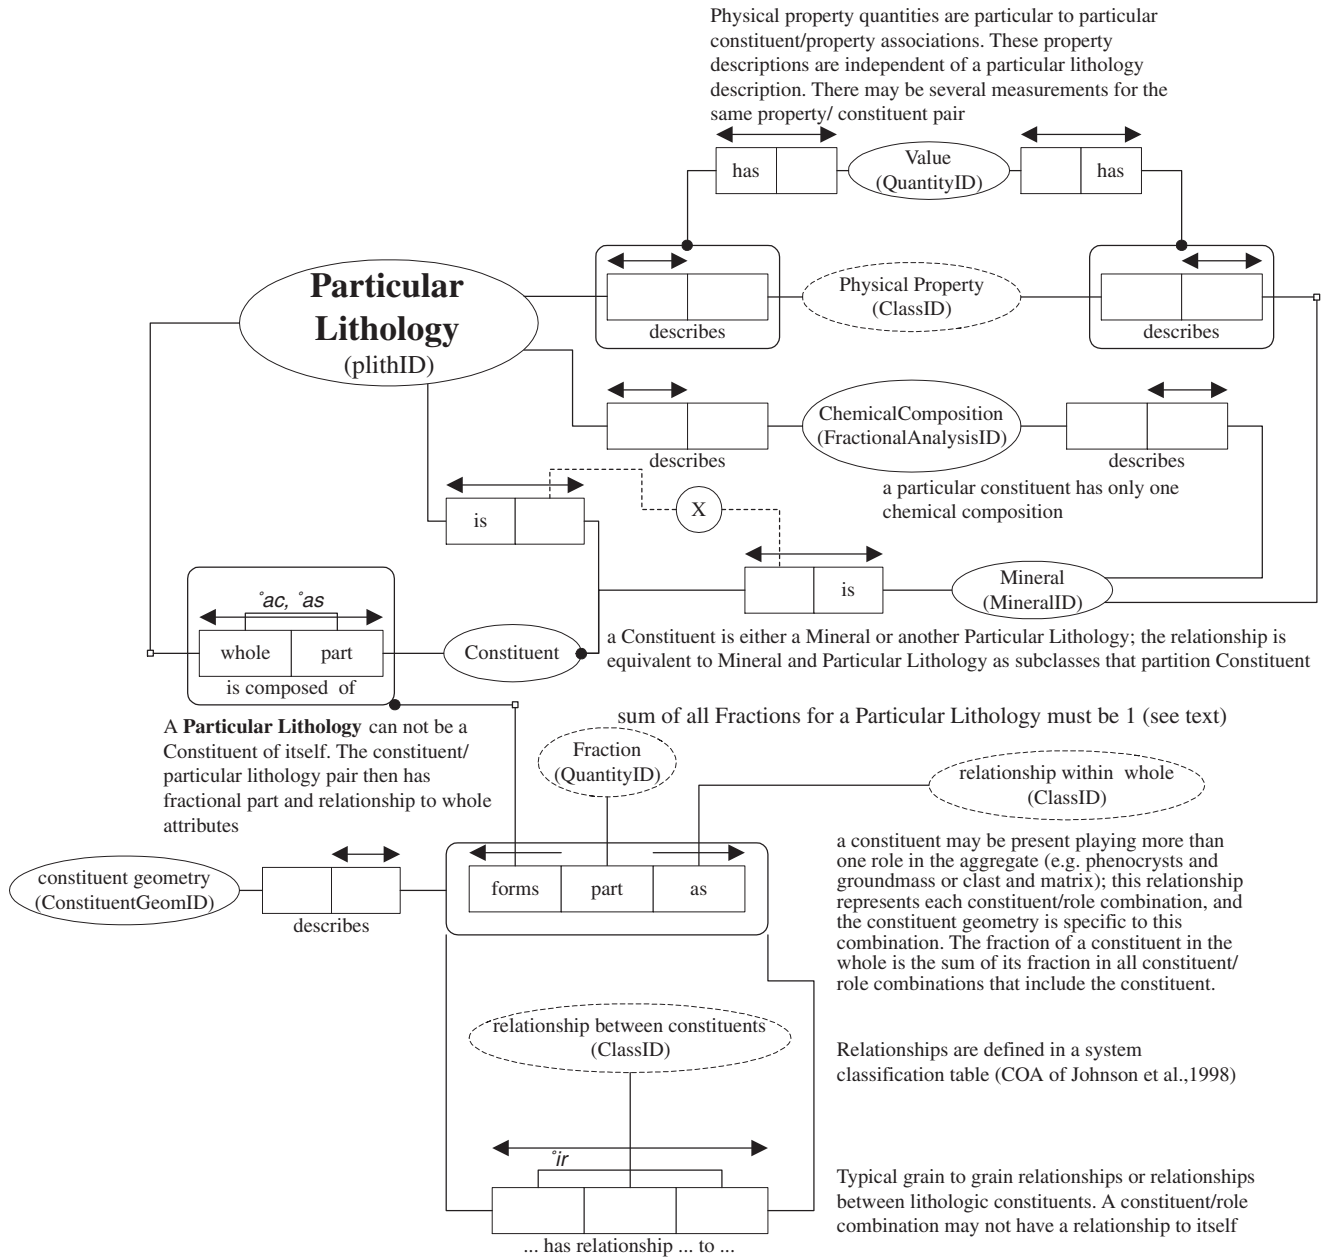 Physical property quantities are particular to particular
constituent/property associations. These property
descriptions are independent of a particular lithology
description. There may be several measurements for the
same property/ constituent pair
has
Value
(QuantityID)
has
Particular
Lithology
(plithID)
describes
Physical Property
(ClassID)
describes
describes
ChemicalComposition
(FractionalAnalysisID)
describes
a particular constituent has only one
chemical composition
is
X
is
Mineral
(MineralID)
°ac, °as
whole
part
is composed of
Constituent
a Constituent is either a Mineral or another Particular Lithology; the relationship is
equivalent to Mineral and Particular Lithology as subclasses that partition Constituent
A Particular Lithology can not be a
Constituent of itself. The constituent/
particular lithology pair then has
fractional part and relationship to whole
attributes
sum of all Fractions for a Particular Lithology must be 1 (see text)
Fraction
(QuantityID)
relationship within whole
(ClassID)
constituent geometry
(ConstituentGeomID)
describes
forms
part
as
a constituent may be present playing more than
one role in the aggregate (e.g. phenocrysts and
groundmass or clast and matrix); this relationship
represents each constituent/role combination, and
the constituent geometry is specific to this
combination. The fraction of a constituent in the
whole is the sum of its fraction in all constituent/
role combinations that include the constituent.
relationship between constituents
(ClassID)
Relationships are defined in a system
classification table (COA of Johnson et al.,1998)
°ir
... has relationship ... to ...
Typical grain to grain relationships or relationships
between lithologic constituents. A constituent/role
combination may not have a relationship to itself